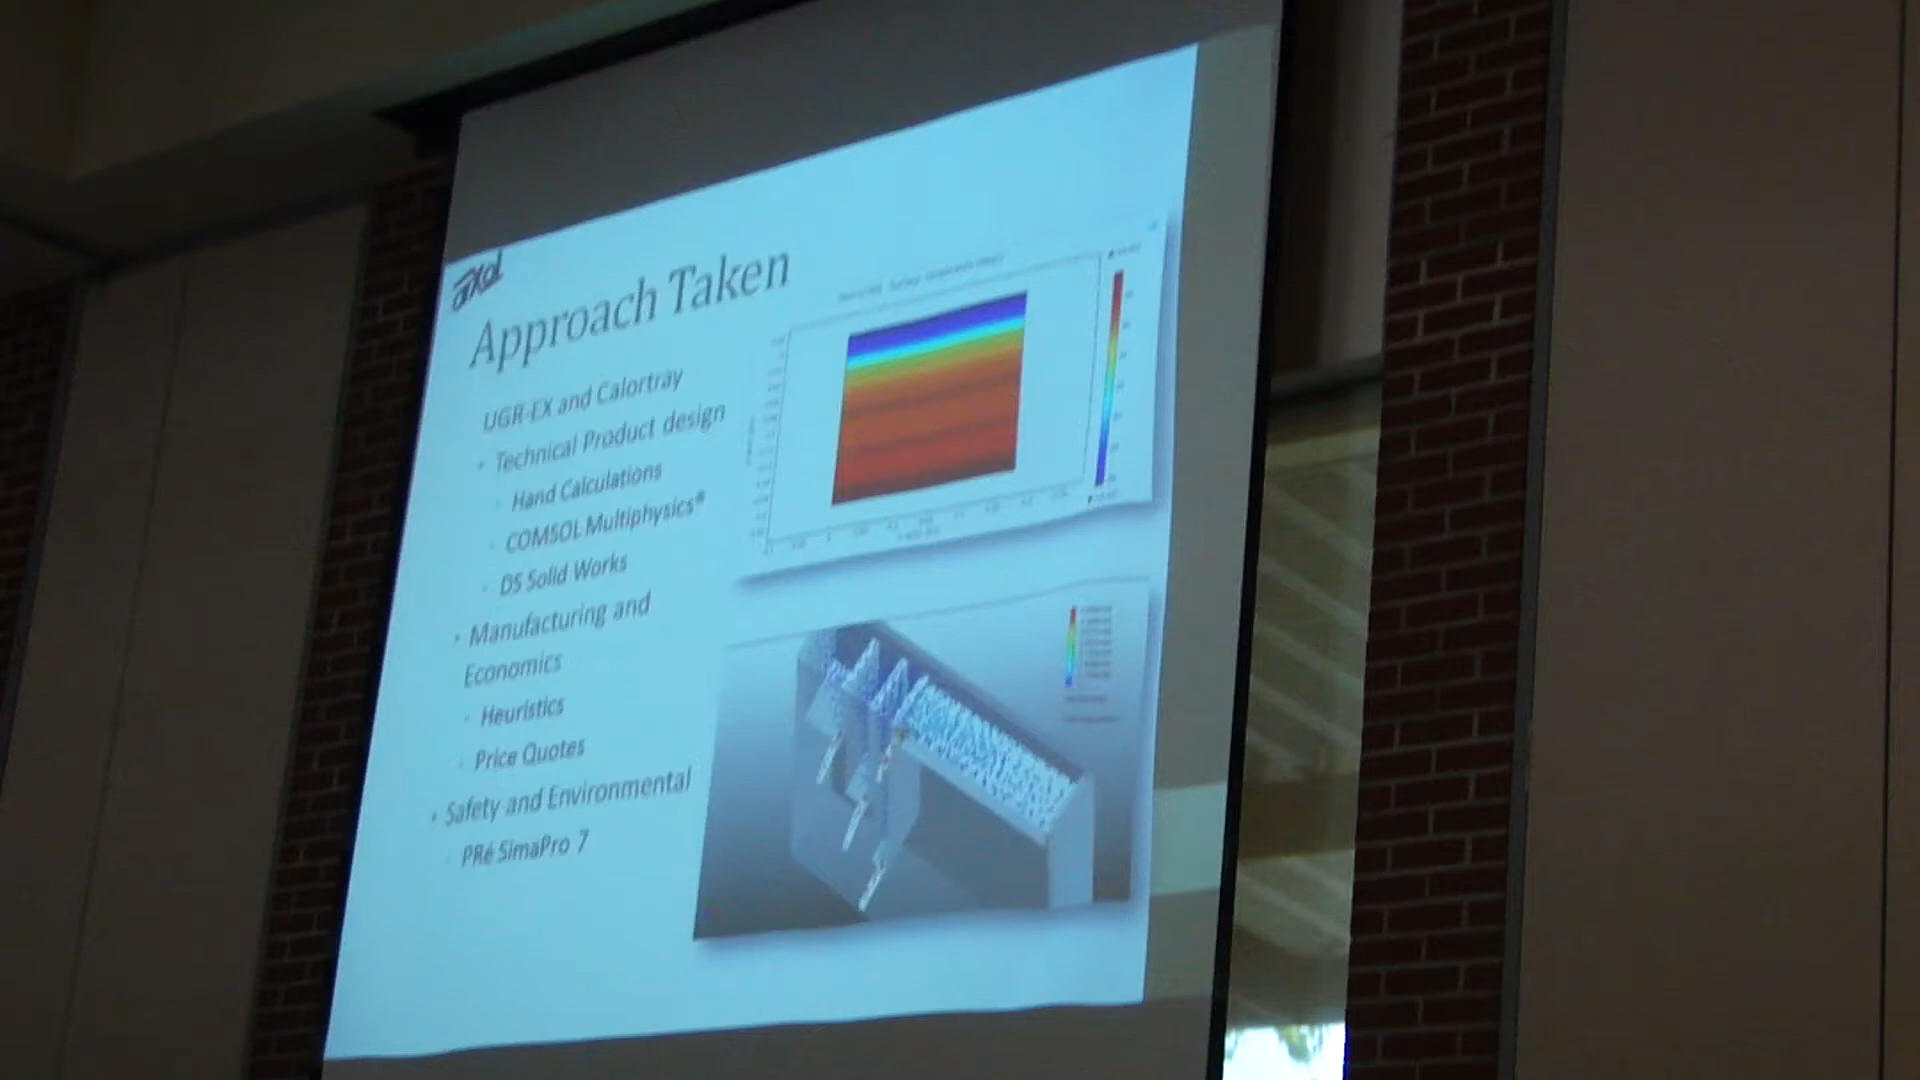 Approach Taken
UGR-EX and Calortray
• Technical Product design
Hand Calculations
COMSOL Multiphysics®
DS Solid Works
• Manufacturing and
Economics
Heuristics
Price Quotes
• Safety and Environmental
PRé SimaPro 7